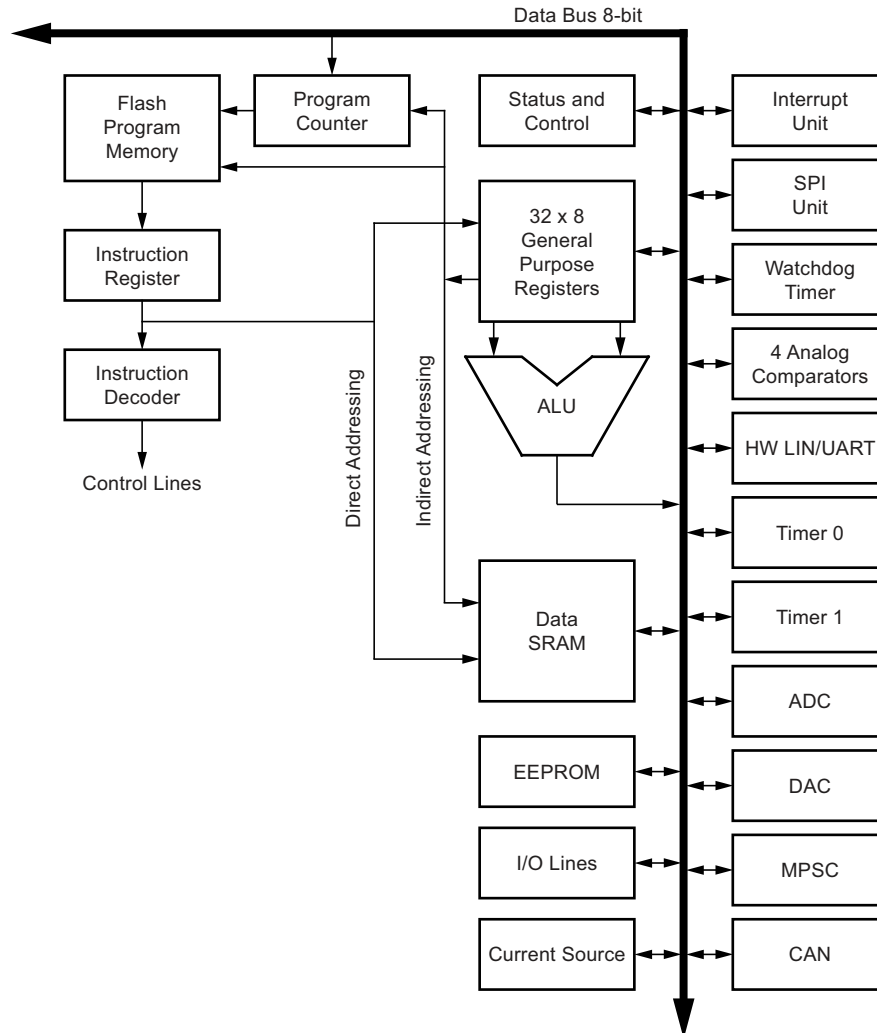 Data Bus 8-bit
Flash
Program
Memory
Program
Counter
Status and
Control
Interrupt
Unit
SPI
Unit
32 x 8
General
Purpose
Registers
Instruction
Register
Watchdog
Timer
Instruction
Decoder
4 Analog
Comparators
ALU
Direct Addressing
Indirect Addressing
HW LIN/UART
Control Lines
Timer 0
Data
SRAM
Timer 1
ADC
EEPROM
DAC
I/O Lines
MPSC
Current Source
CAN